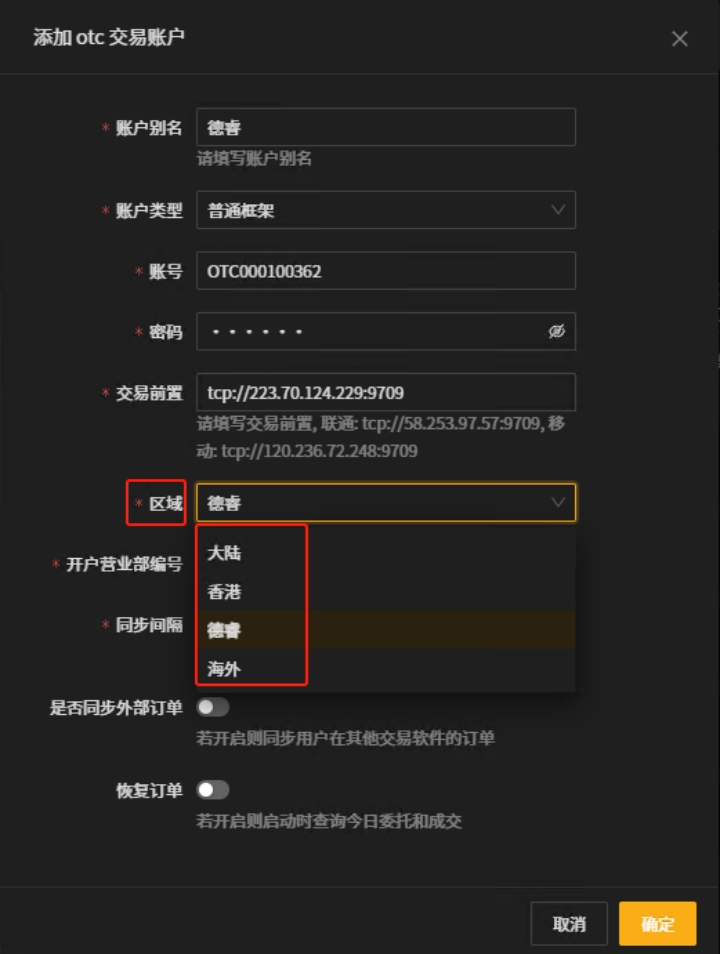 添加 otc 交易账户
* 账户别名 德睿
请填写账户别名
* 账户类型 普通框架
* 账号 OTC000100362
* 密码 ······
* 交易前置 tcp://223.70.124.229:9709
请填写交易前置, 联通: tcp://58.253.97.57:9709, 移
动: tcp://120.236.72.248:9709
* 区域 德睿
大陆
* 开户营业部编号
香港
* 同步间隔 德睿
海外
是否同步外部订单
若开启则同步用户在其他交易软件的订单
恢复订单
若开启则启动时查询今日委托和成交
取消 确定